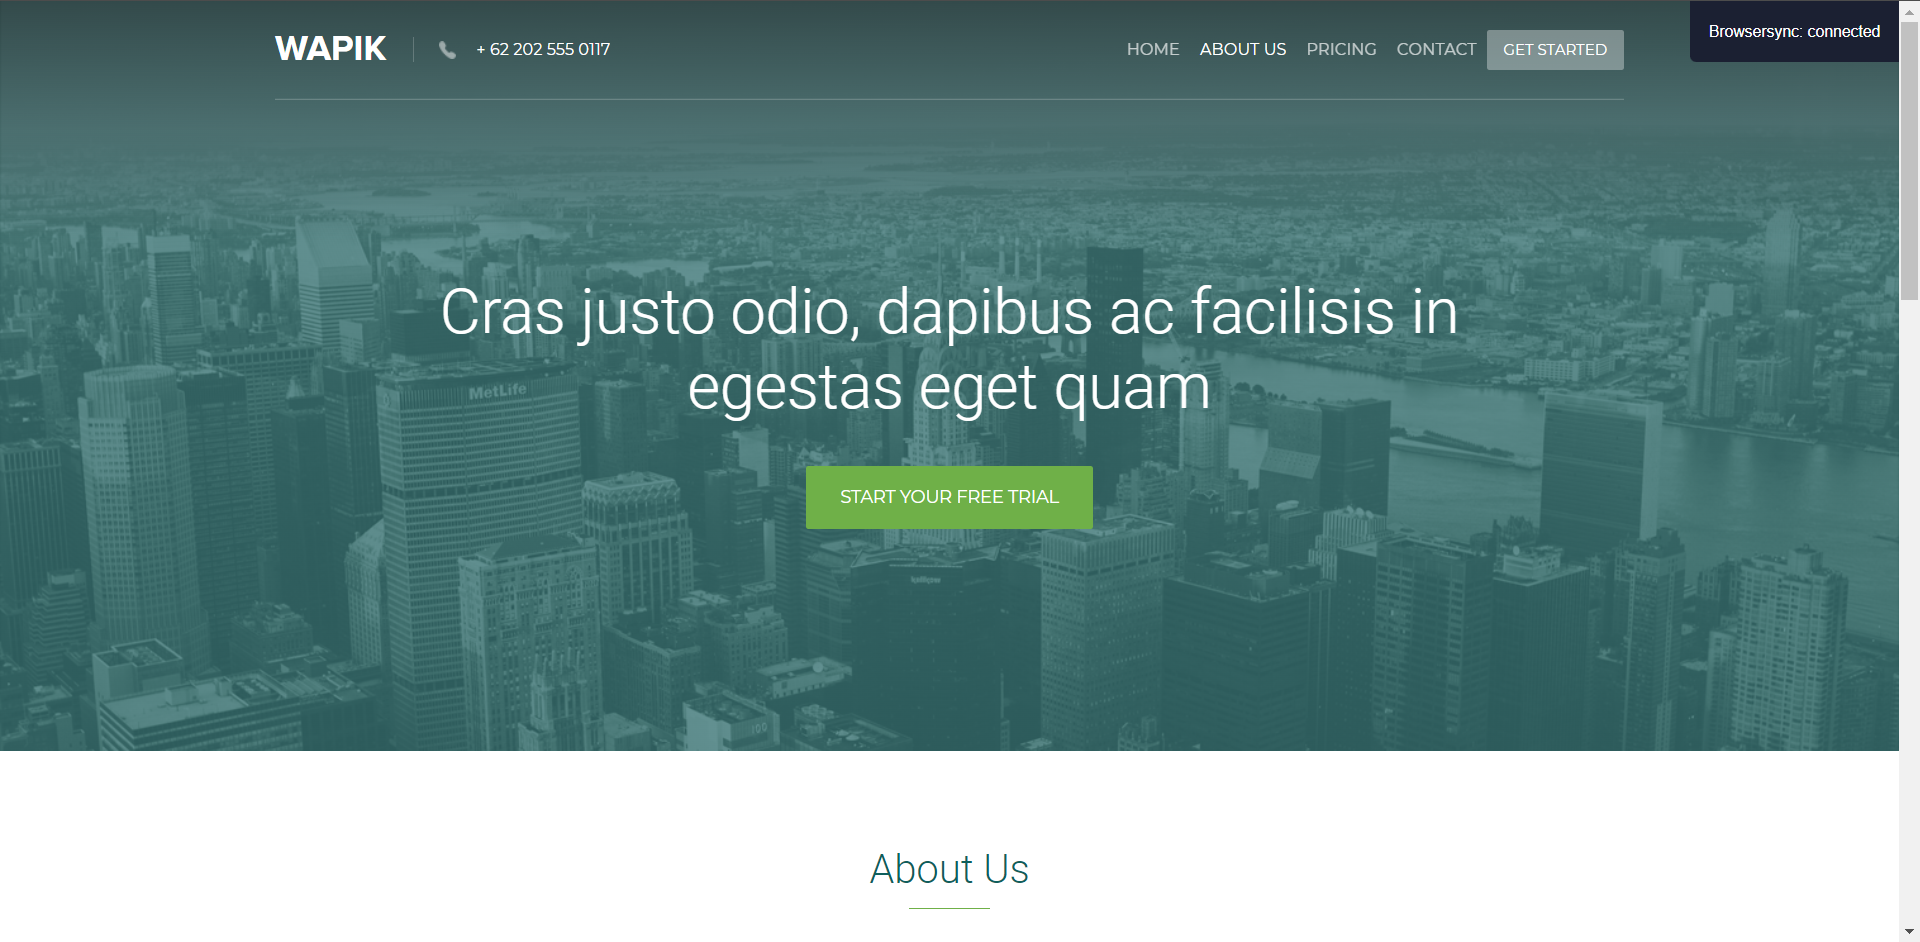 WAPIK
+ 62 202 555 0117
HOME
ABOUT US
PRICING
CONTACT
GET STARTED
Browsersync: connected
Cras justo odio, dapibus ac facilisis in
egestas eget quam
MetLife
START YOUR FREE TRIAL
100
About Us